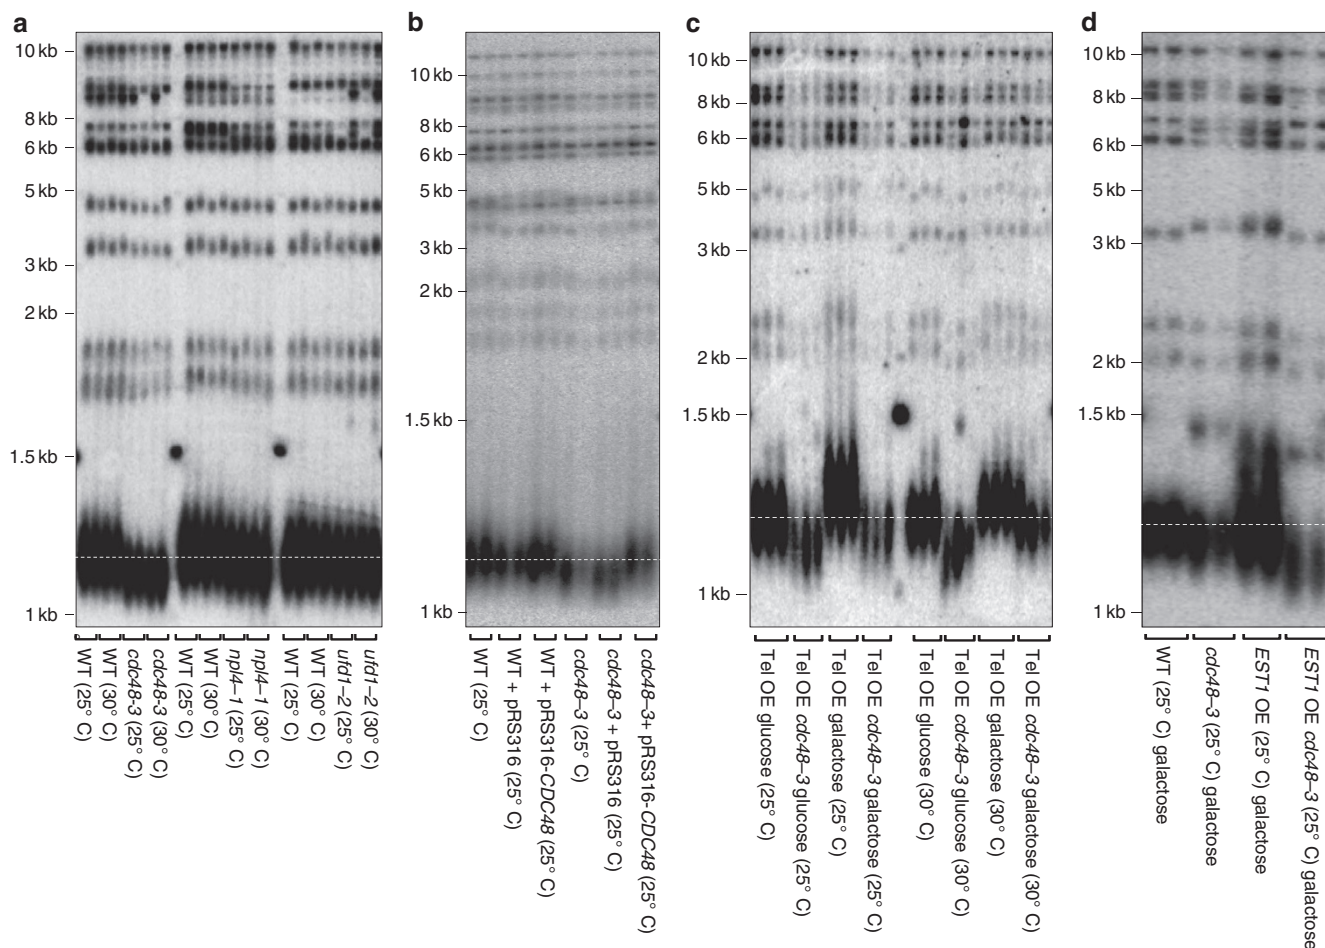 a
10 kb
8 kb
6 kb
5 kb
3 kb
2 kb
1.5 kb
1 kb
WT (25° C)
WT (30° C)
cdc48-3 (25° C)
cdc48-3 (30° C)
WT (25° C)
WT (30° C)
npl4–1 (25° C)
npl4–1 (30° C)
WT (25° C)
WT (30° C)
ufd1–2 (25° C)
ufd1–2 (30° C)
b
10 kb
8 kb
6 kb
5 kb
3 kb
2 kb
1.5 kb
1 kb
WT (25° C)
WT + pRS316 (25° C)
WT + pRS316-CDC48 (25° C)
cdc48–3 (25° C)
cdc48–3 + pRS316 (25° C)
cdc48–3+ pRS316-CDC48 (25° C)
c
10 kb
8 kb
6 kb
5 kb
3 kb
2 kb
1.5 kb
1 kb
Tel OE glucose (25° C)
Tel OE cdc48–3 glucose (25° C)
Tel OE galactose (25° C)
Tel OE cdc48–3 galactose (25° C)
Tel OE glucose (30° C)
Tel OE cdc48–3 glucose (30° C)
Tel OE galactose (30° C)
Tel OE cdc48–3 galactose (30° C)
d
10 kb
8 kb
6 kb
5 kb
3 kb
2 kb
1.5 kb
1 kb
WT (25° C) galactose
cdc48–3 (25° C) galactose
EST1 OE (25° C) galactose
EST1 OE cdc48–3 (25° C) galactose